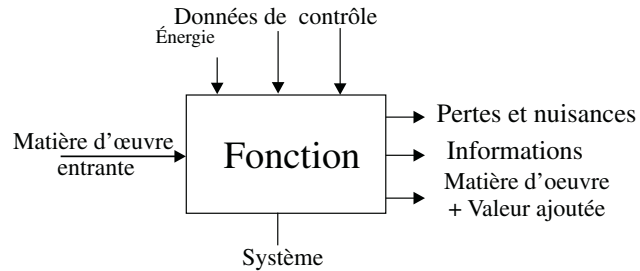 Données de contrôle
Énergie
Matière d'œuvre
entrante
Fonction
Pertes et nuisances
Informations
Matière d'oeuvre
+ Valeur ajoutée
Système